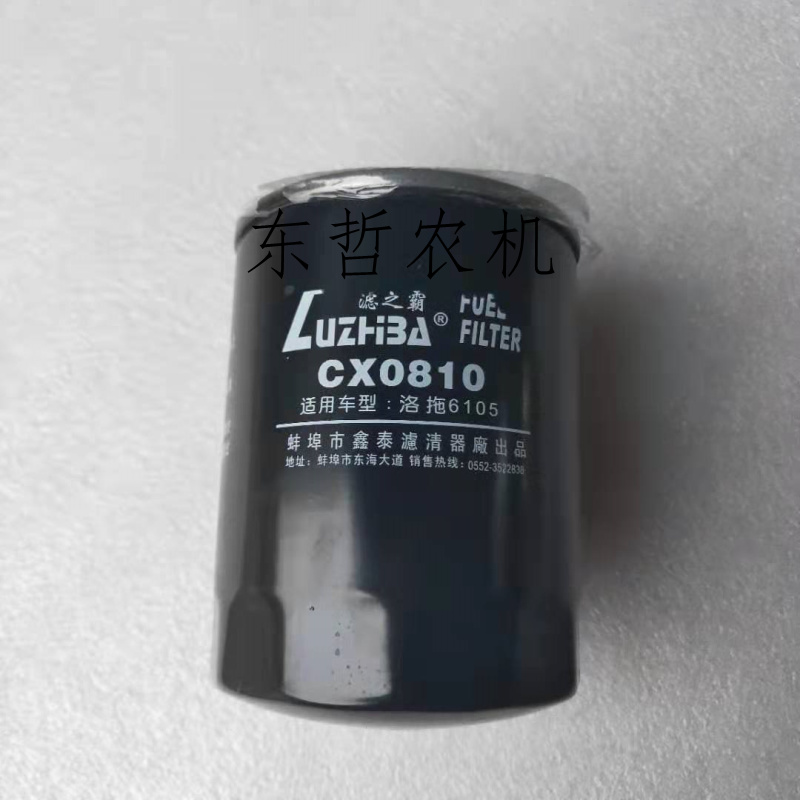 东哲农机
滤之霸
LUZHIBA® FUEL
FILTER
CX0810
适用车型：洛拖6105
蚌埠市鑫泰濾清器廠出品
地址：蚌埠市东海大道 销售热线：0552-3522838